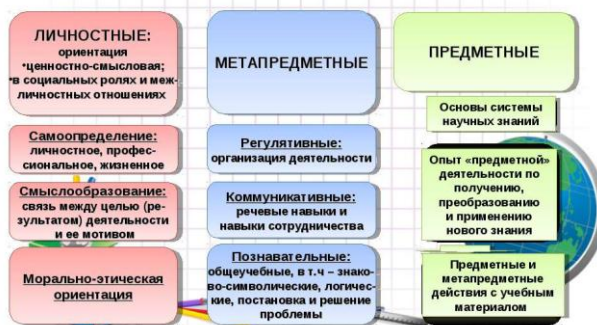 ЛИЧНОСТНЫЕ:
ориентация
•ценностно-смысловая;
•в социальных ролях и меж-
личностных отношениях
Самоопределение:
личностное, профес-
сиональное, жизненное
Смыслообразование:
связь между целью (ре-
зультатом) деятельности
и ее мотивом
Морально-этическая
ориентация
МЕТАПРЕДМЕТНЫЕ
Регулятивные:
организация деятельности
Коммуникативные:
речевые навыки и
навыки сотрудничества
Познавательные:
общеучебные, в т.ч – знако-
во-символические, логичес-
кие, постановка и решение
проблемы
ПРЕДМЕТНЫЕ
Основы системы
научных знаний
Опыт «предметной»
деятельности по
получению,
преобразованию
и применению
нового знания
Предметные и
метапредметные
действия с учебным
материалом